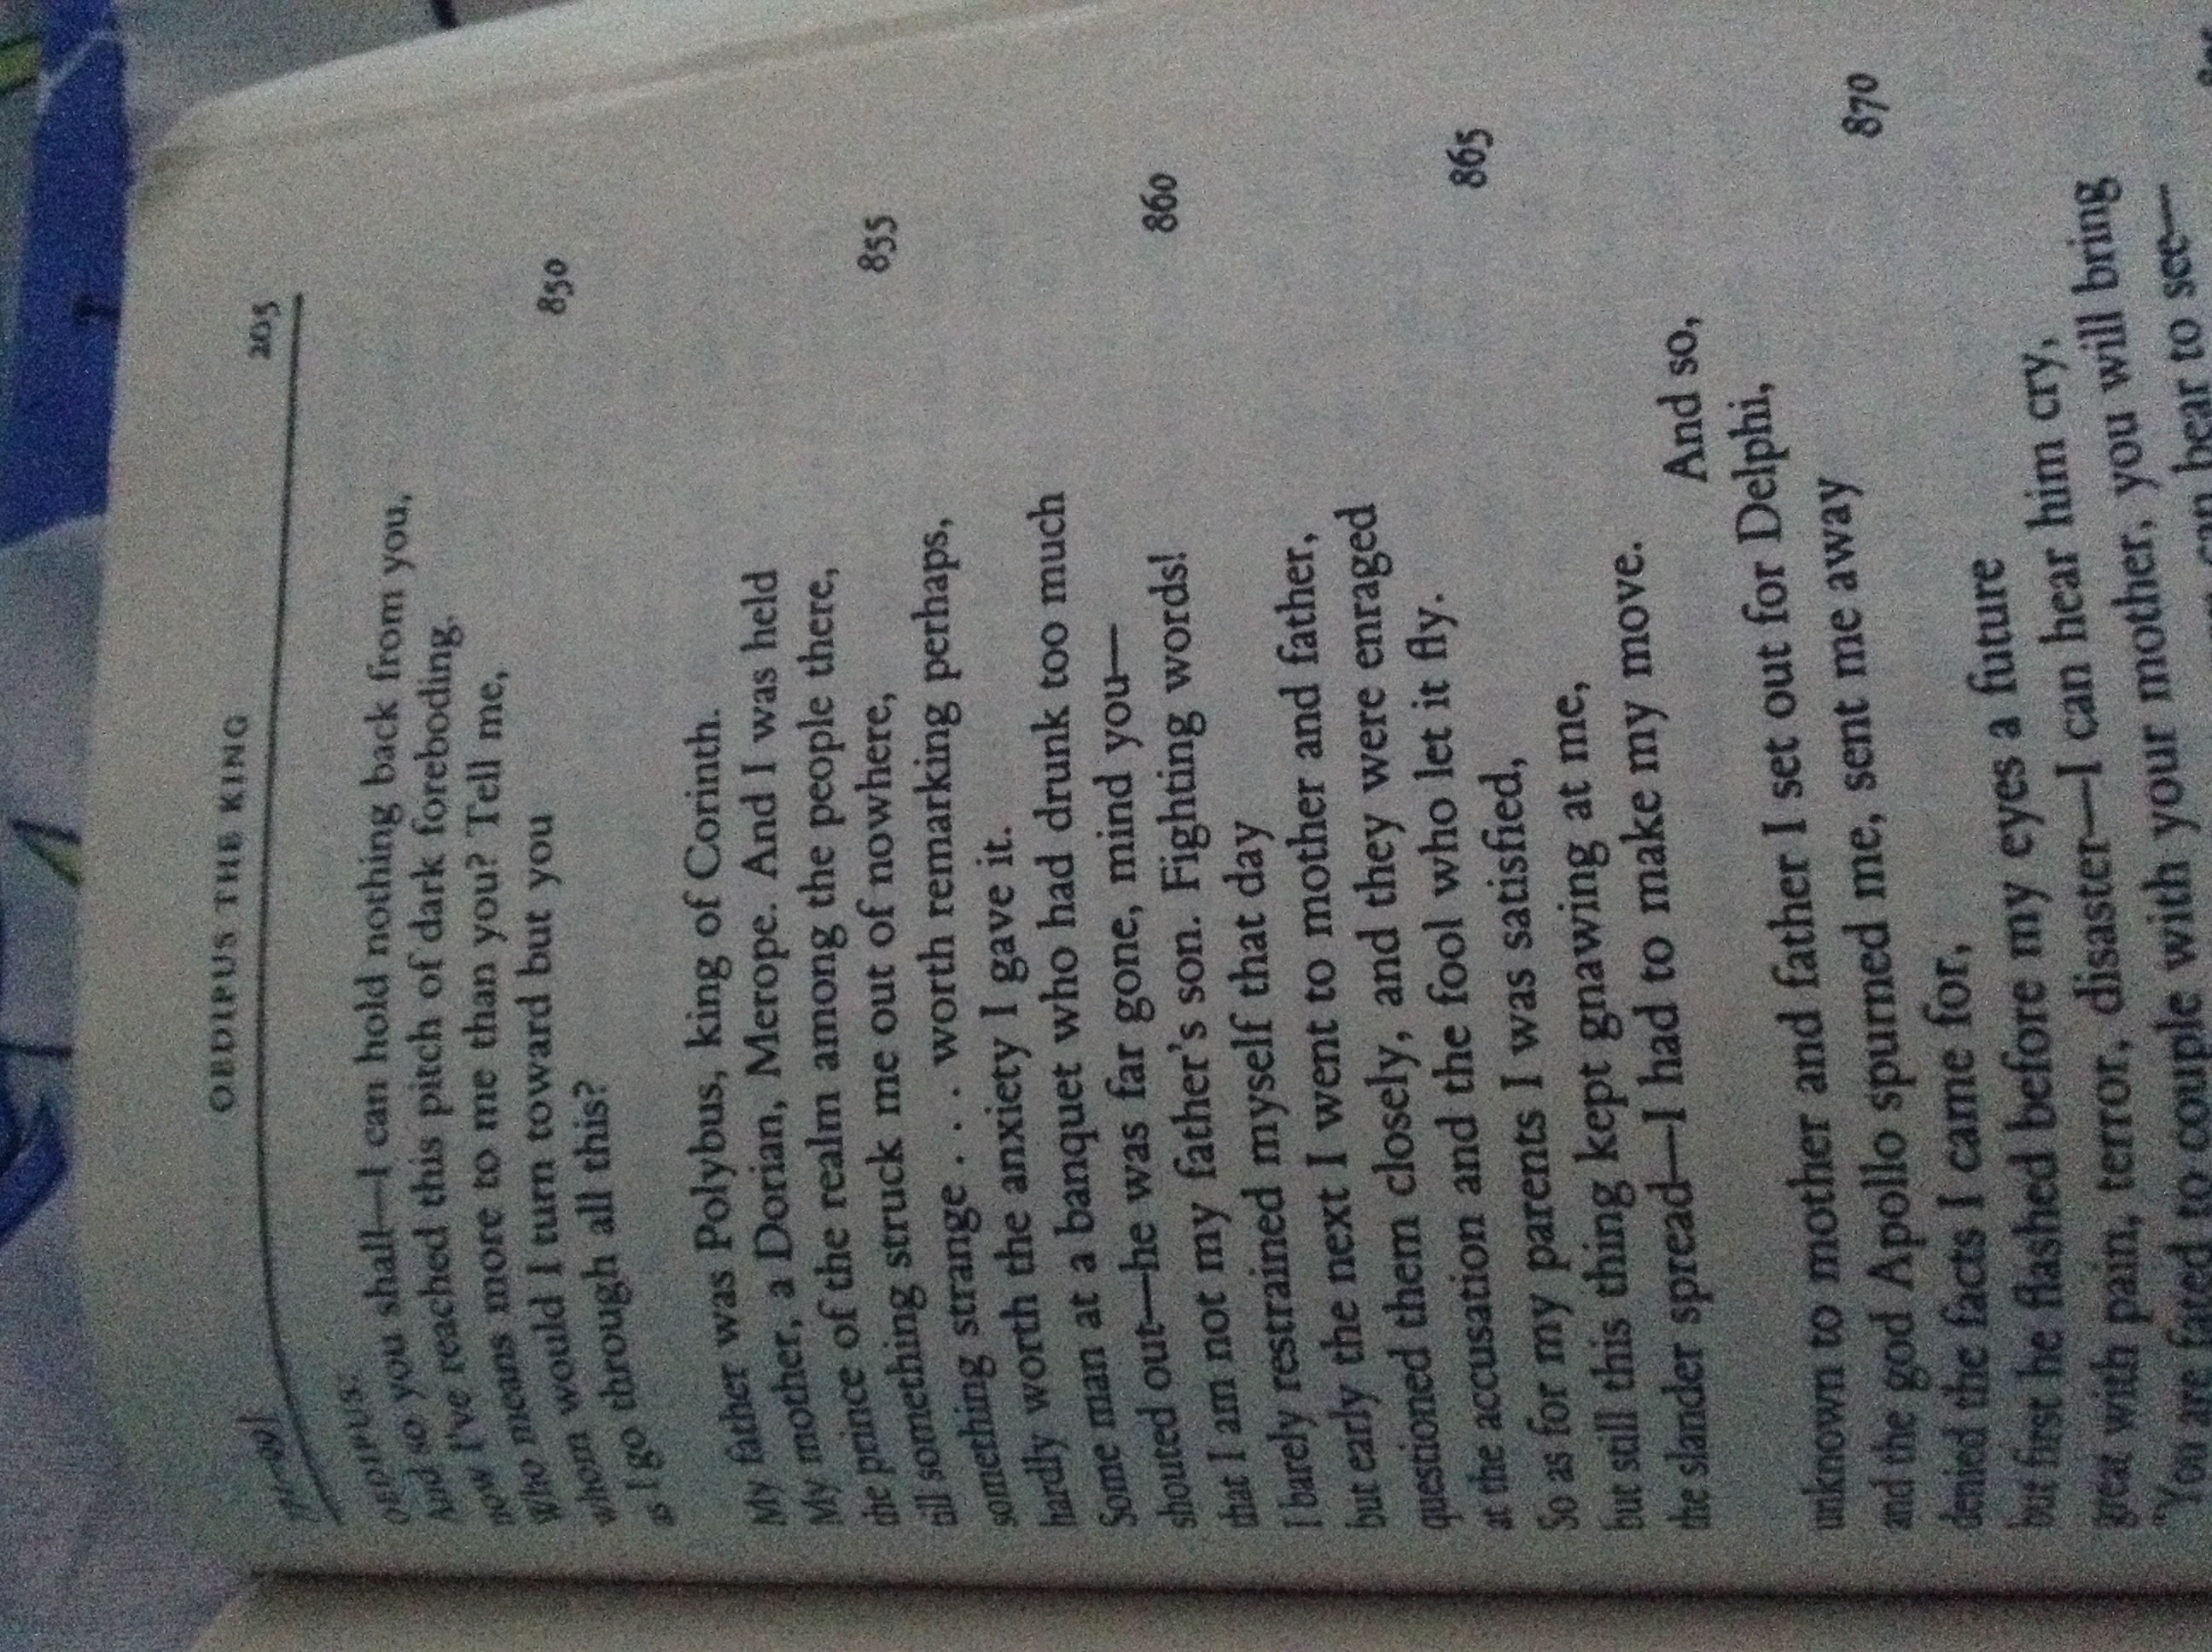 OEDIPUS THE KING
771–99] 205
OEDIPUS:
And so you shall—I can hold nothing back from you,
now I've reached this pitch of dark foreboding.
Who means more to me than you? Tell me,
whom would I turn toward but you 850
as I go through all this?
My father was Polybus, king of Corinth.
My mother, a Dorian, Merope. And I was held
the prince of the realm among the people there,
till something struck me out of nowhere, 855
something strange . . . worth remarking perhaps,
hardly worth the anxiety I gave it.
Some man at a banquet who had drunk too much
shouted out—he was far gone, mind you—
that I am not my father's son. Fighting words! 860
I barely restrained myself that day
but early the next I went to mother and father,
questioned them closely, and they were enraged
at the accusation and the fool who let it fly.
So as for my parents I was satisfied, 865
but still this thing kept gnawing at me,
the slander spread—I had to make my move.
And so,
unknown to mother and father I set out for Delphi,
and the god Apollo spurned me, sent me away 870
denied the facts I came for,
but first he flashed before my eyes a future
great with pain, terror, disaster—I can hear him cry,
"You are fated to couple with your mother, you will bring
can bear to see—